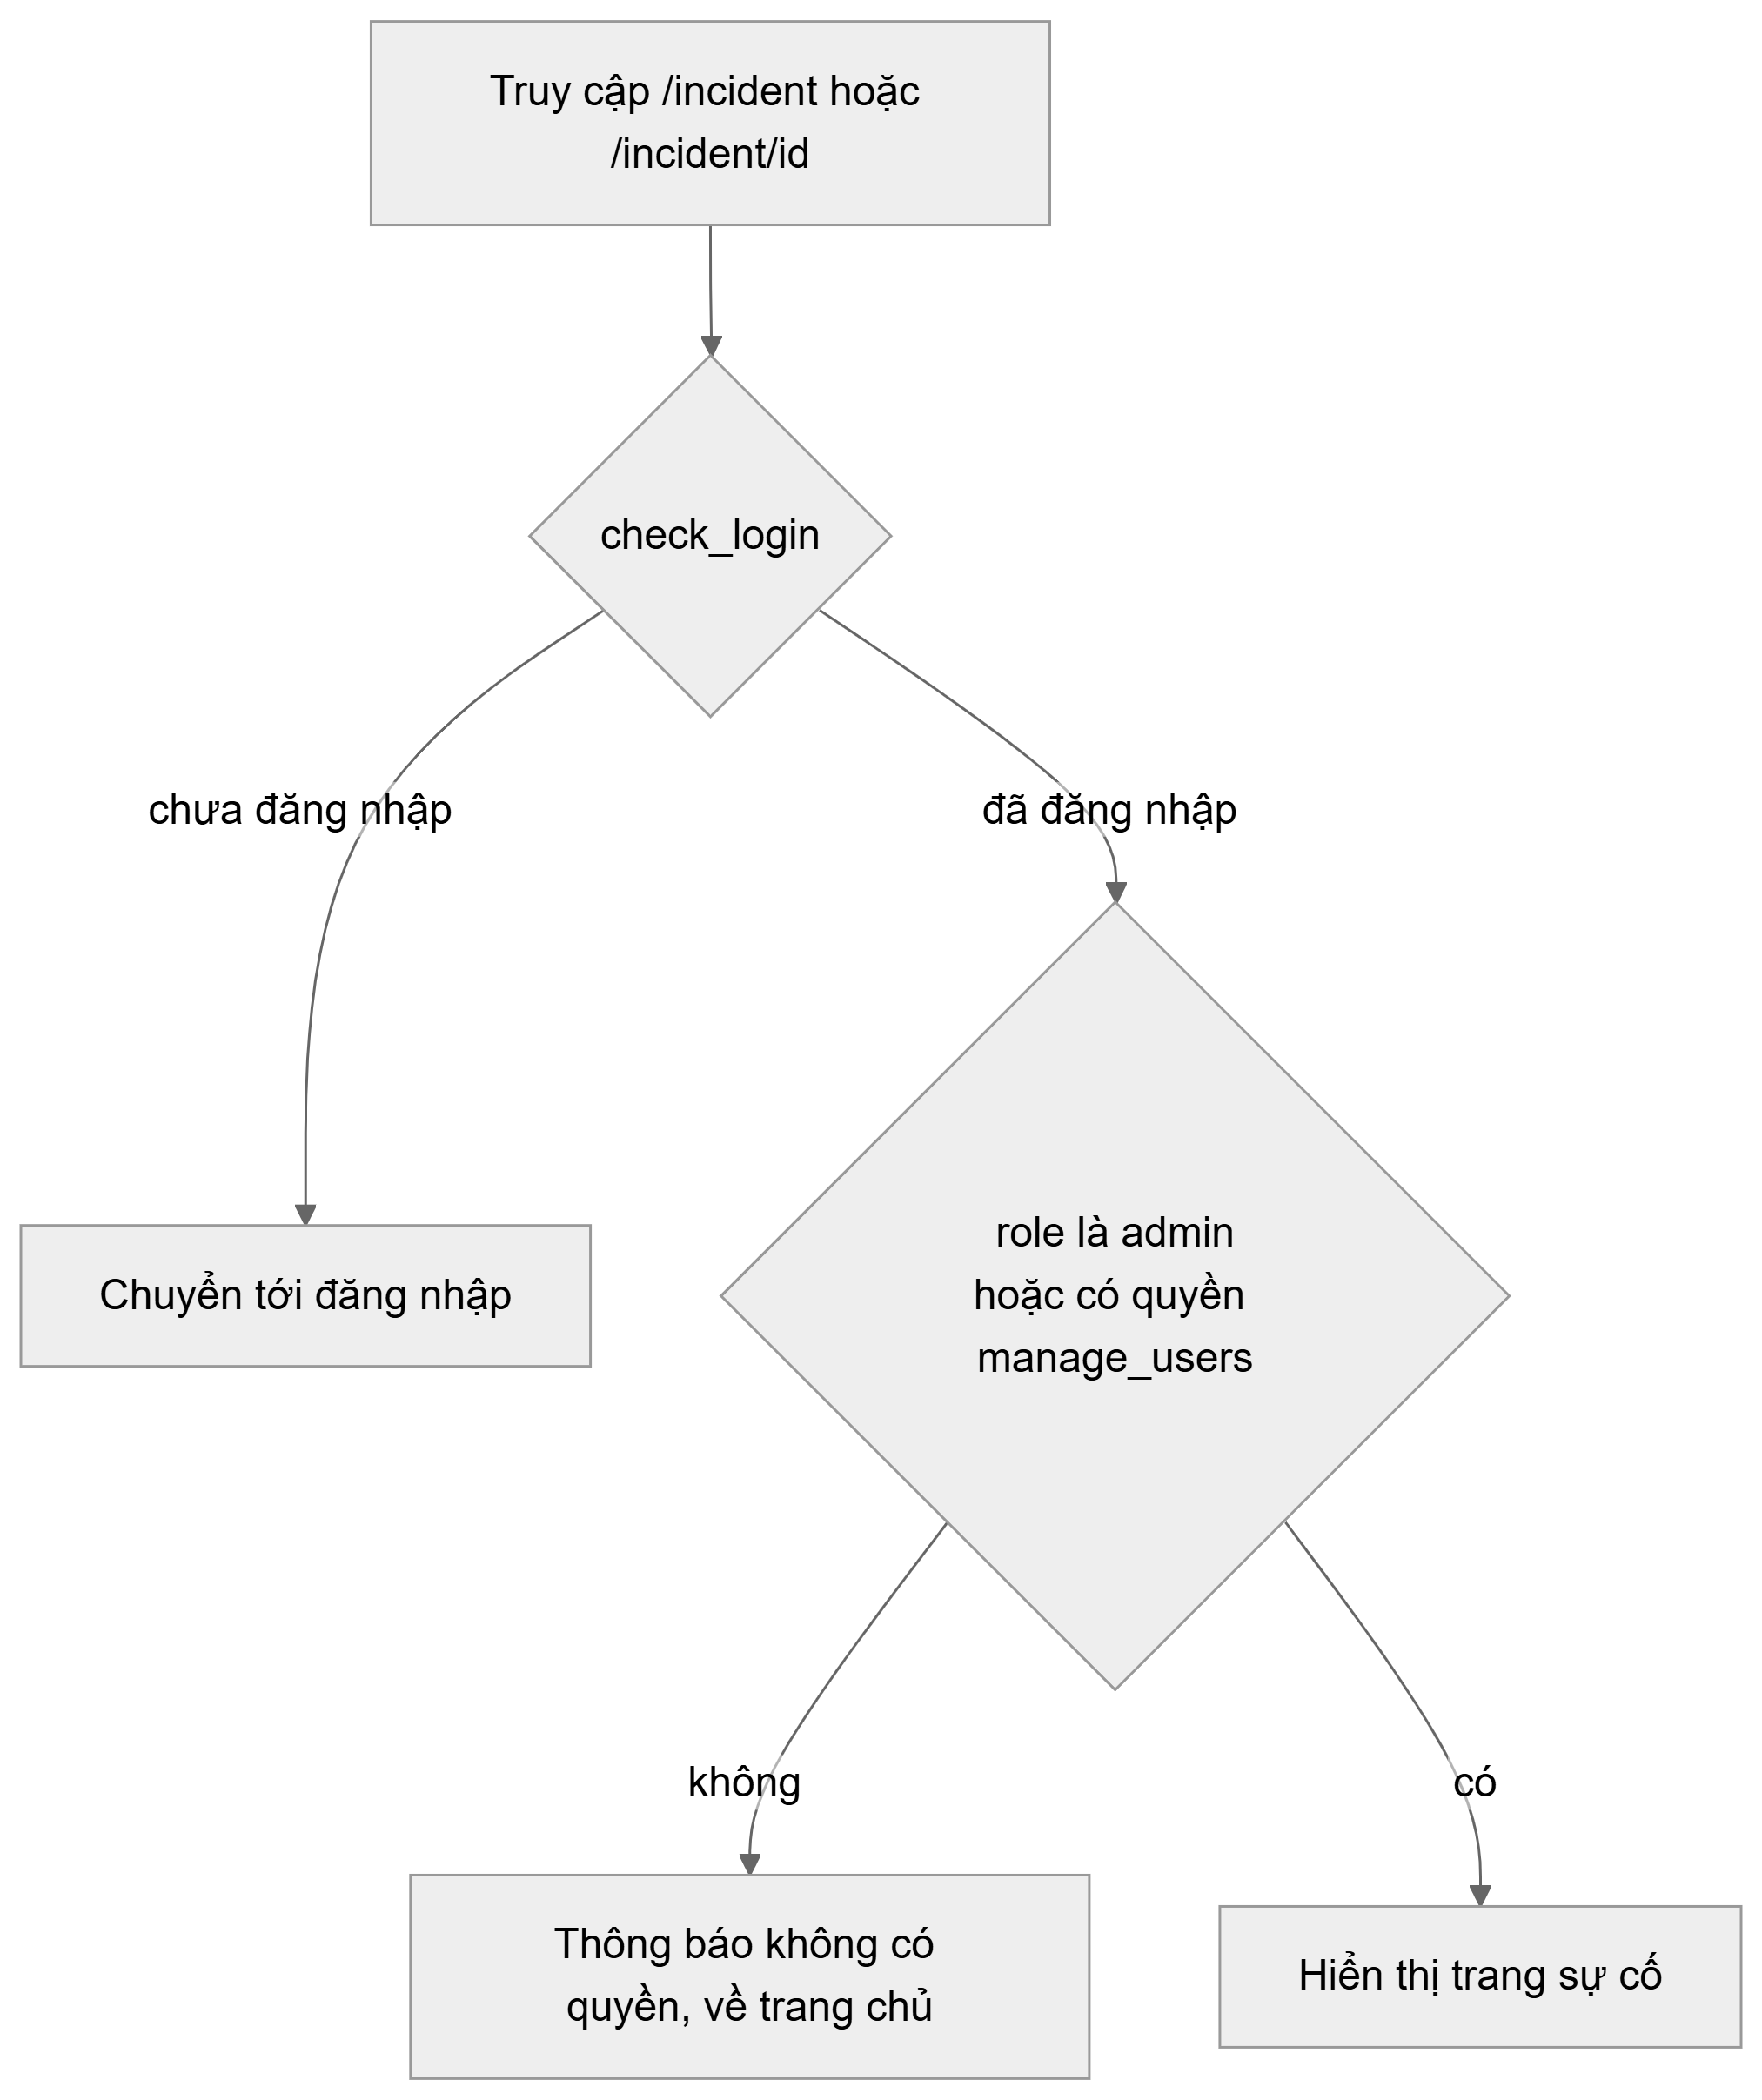 Truy cập /incident hoặc
/incident/id
check_login
chưa đăng nhập
đã đăng nhập
role là admin
hoặc có quyền
manage_users
Chuyển tới đăng nhập
không
có
Thông báo không có
quyền, về trang chủ
Hiển thị trang sự cố